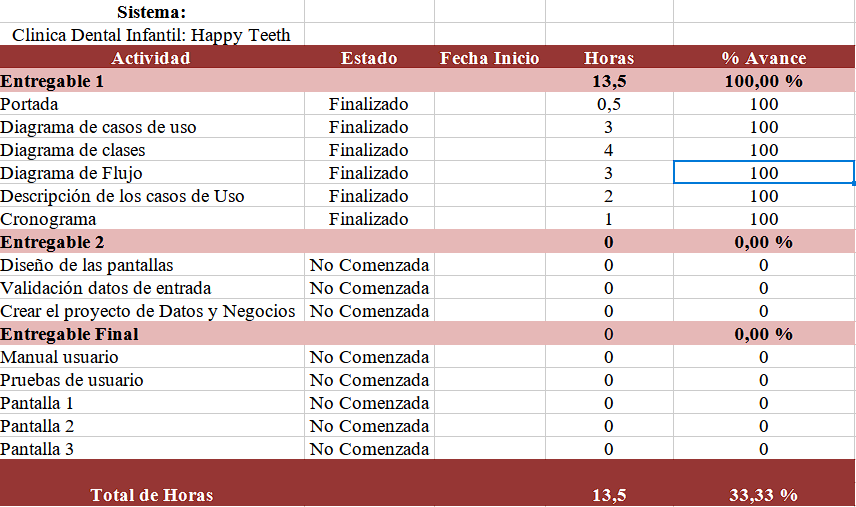 Sistema:
Clinica Dental Infantil: Happy Teeth
Actividad Estado Fecha Inicio Horas % Avance
Entregable 1 13,5 100,00 %
Portada Finalizado 0,5 100
Diagrama de casos de uso Finalizado 3 100
Diagrama de clases Finalizado 4 100
Diagrama de Flujo Finalizado 3 100
Descripción de los casos de Uso Finalizado 2 100
Cronograma Finalizado 1 100
Entregable 2 0 0,00 %
Diseño de las pantallas No Comenzada 0 0
Validación datos de entrada No Comenzada 0 0
Crear el proyecto de Datos y Negocios No Comenzada 0 0
Entregable Final 0 0,00 %
Manual usuario No Comenzada 0 0
Pruebas de usuario No Comenzada 0 0
Pantalla 1 No Comenzada 0 0
Pantalla 2 No Comenzada 0 0
Pantalla 3 No Comenzada 0 0
Total de Horas 13,5 33,33 %